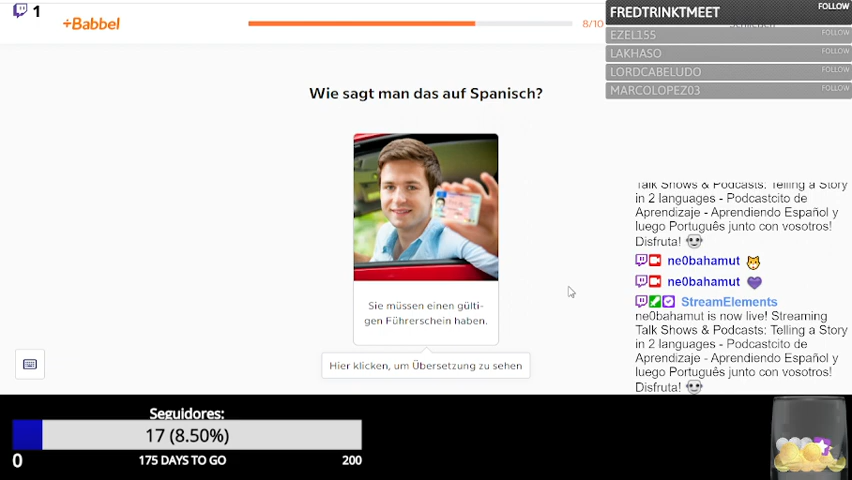 1
+Babbel
8/10
FREDTRINKTMEET
FOLLOW
EZEL155
FOLLOW
LAKHASO
FOLLOW
LORDCABELUDO
FOLLOW
MARCOLOPEZ03
FOLLOW
Wie sagt man das auf Spanisch?
Sie müssen einen gülti-
gen Führerschein haben.
Hier klicken, um Übersetzung zu sehen
Talk Shows & Podcasts: Telling a Story
in 2 languages - Podcastcito de
Aprendizaje - Aprendiendo Español y
luego Português junto con vosotros!
Disfruta!
ne0bahamut
ne0bahamut
StreamElements
ne0bahamut is now live! Streaming
Talk Shows & Podcasts: Telling a Story
in 2 languages - Podcastcito de
Aprendizaje - Aprendiendo Español y
luego Português junto con vosotros!
Disfruta!
Seguidores:
17 (8.50%)
0
175 DAYS TO GO
200